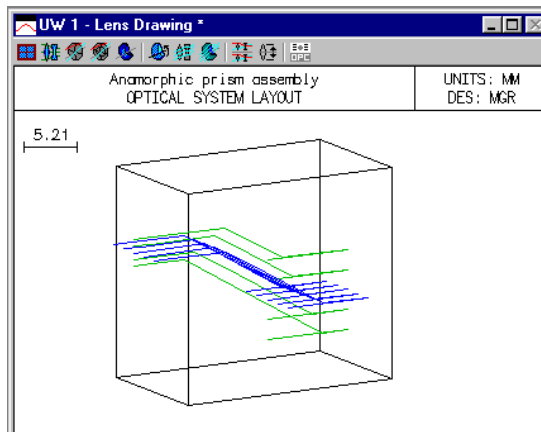 UW 1 - Lens Drawing *
Anamorphic prism assembly
OPTICAL SYSTEM LAYOUT
UNITS: MM
DES: MGR
5.21